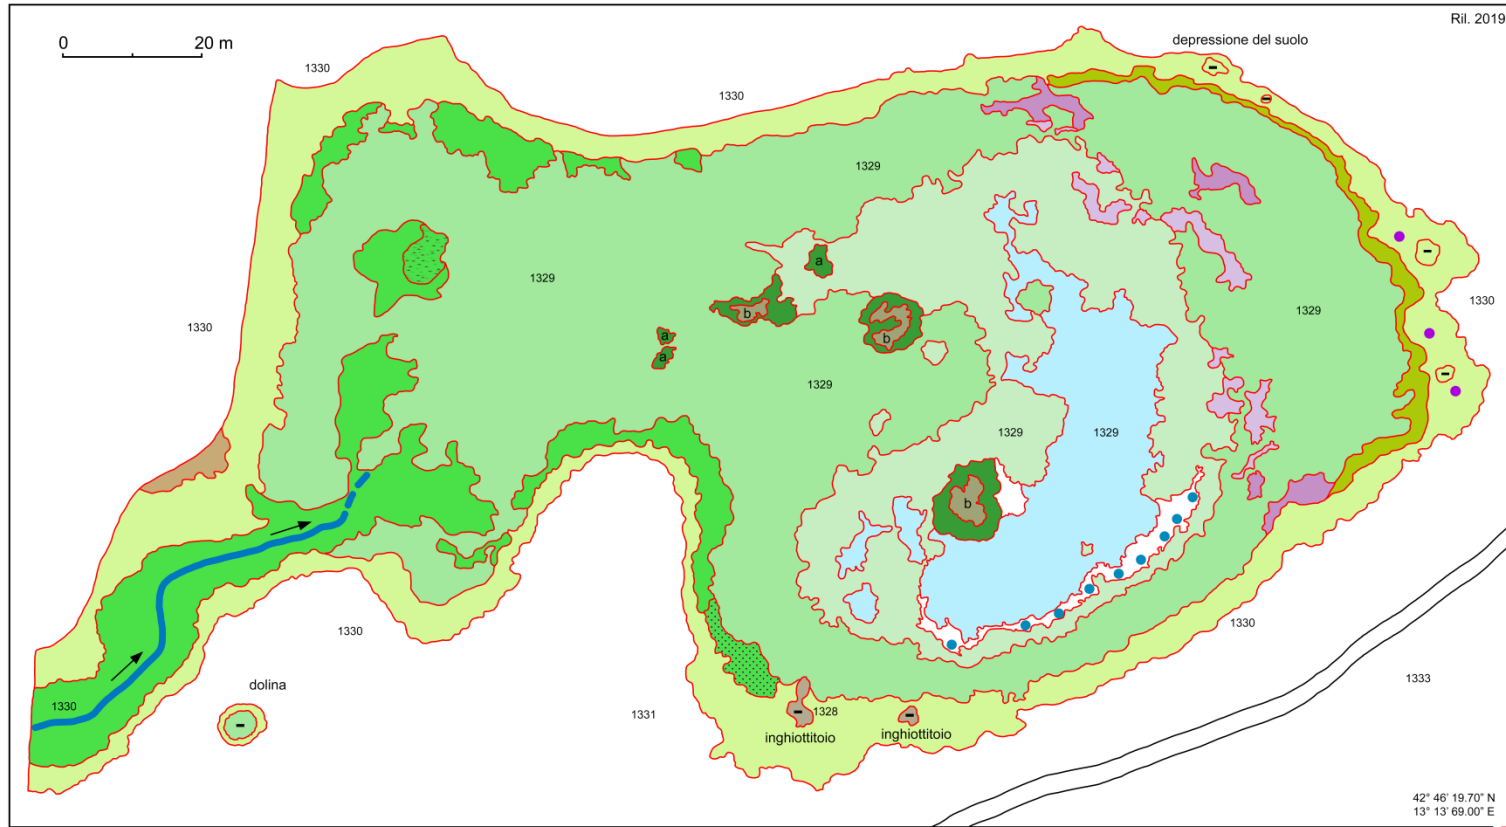 Ril. 2019
0 20 m
depressione del suolo
1330
1330
1329
a
1329
1330
1330
b
1329
b
a
a
1329
1329
1329
b
1330
1330
1333
dolina
1330
1331
1328
inghiottitoio
inghiottitoio
42° 46' 19.70" N
13° 13' 69.00" E